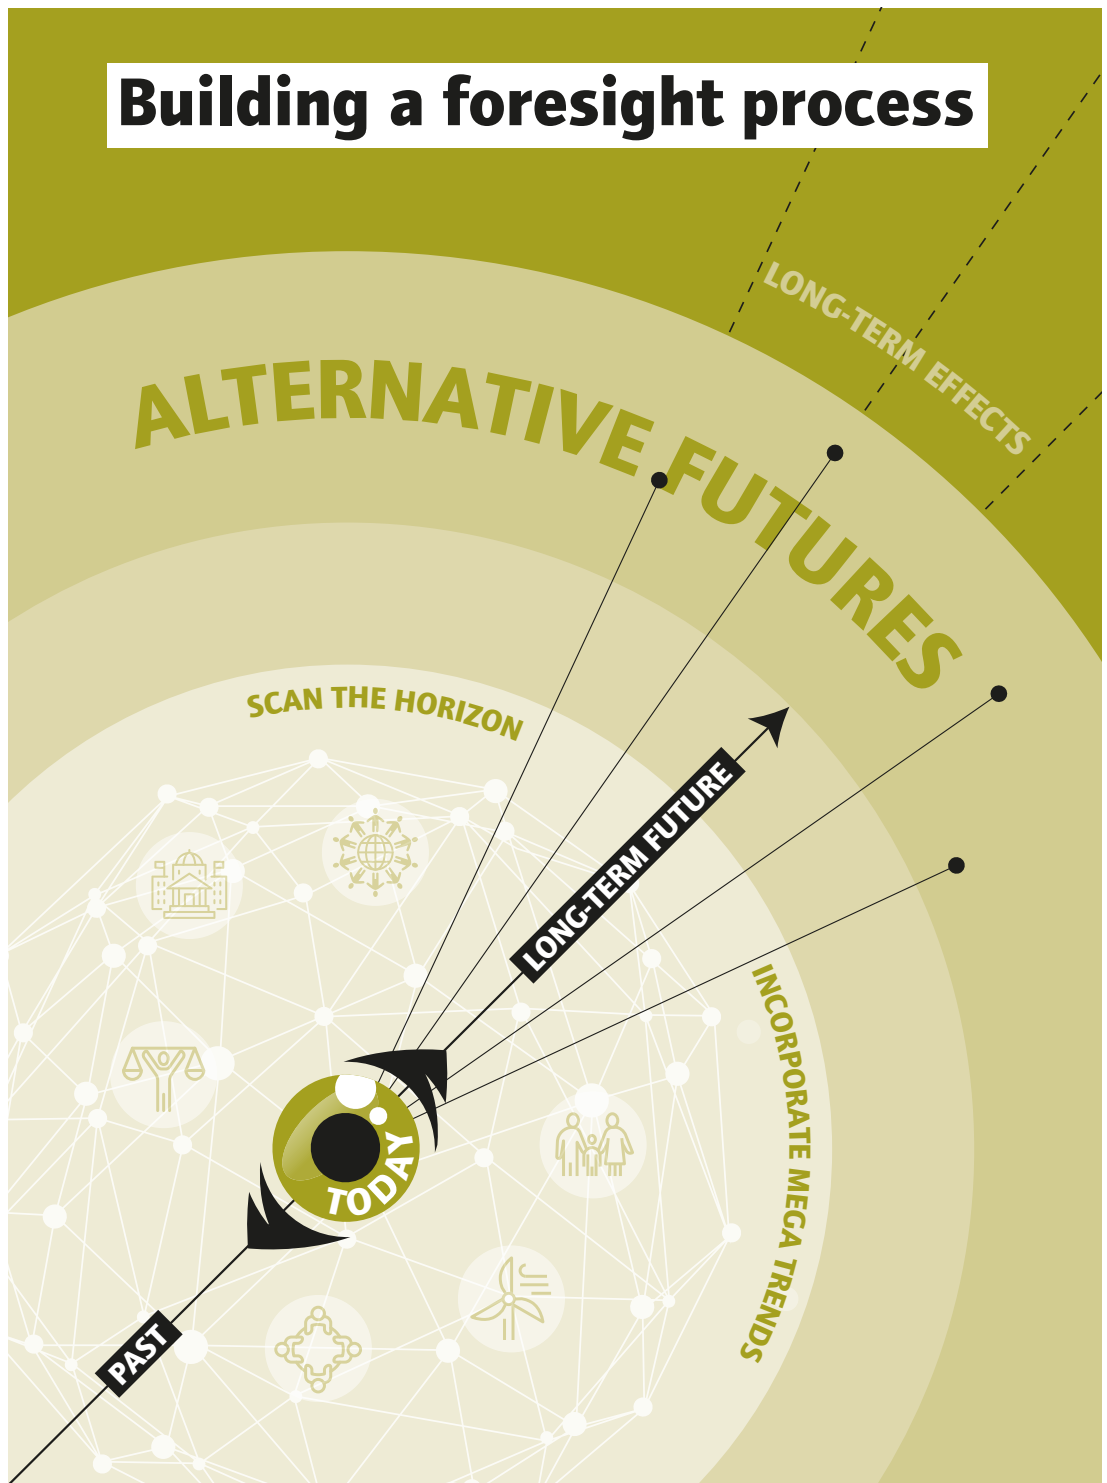 Building a foresight process
LONG-TERM EFFECTS
ALTERNATIVE FUTURES
SCAN THE HORIZON
LONG-TERM FUTURE
INCORPORATE MEGA TRENDS
TODAY
PAST